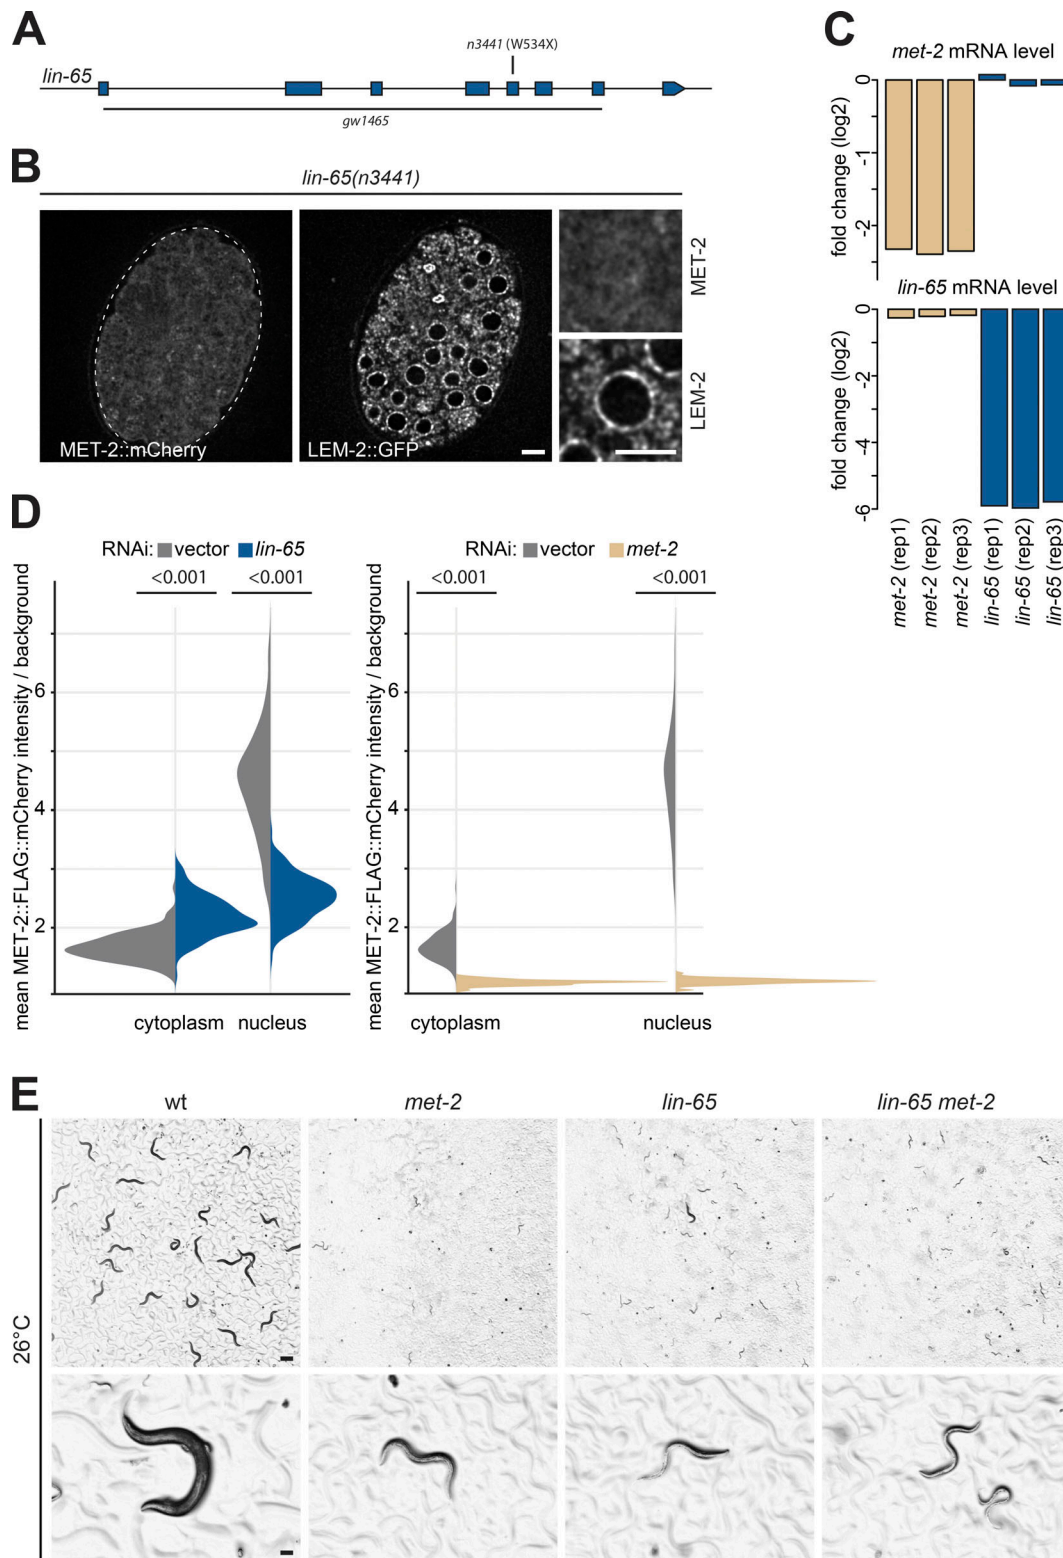 A
n3441 (W534X)
lin-65
gw1465
B
lin-65(n3441)
MET-2::mCherry
LEM-2::GFP
MET-2
LEM-2
C
met-2 mRNA level
fold change (log2)
0
-1
-2
lin-65 mRNA level
fold change (log2)
0
-2
-4
-6
met-2 (rep1)
met-2 (rep2)
met-2 (rep3)
lin-65 (rep1)
lin-65 (rep2)
lin-65 (rep3)
D
RNAi: vector lin-65
<0.001 <0.001
mean MET-2::FLAG::mCherry intensity / background
6
4
2
cytoplasm nucleus
RNAi: vector met-2
<0.001 <0.001
mean MET-2::FLAG::mCherry intensity / background
6
4
2
cytoplasm nucleus
E
wt met-2 lin-65 lin-65 met-2
26°C